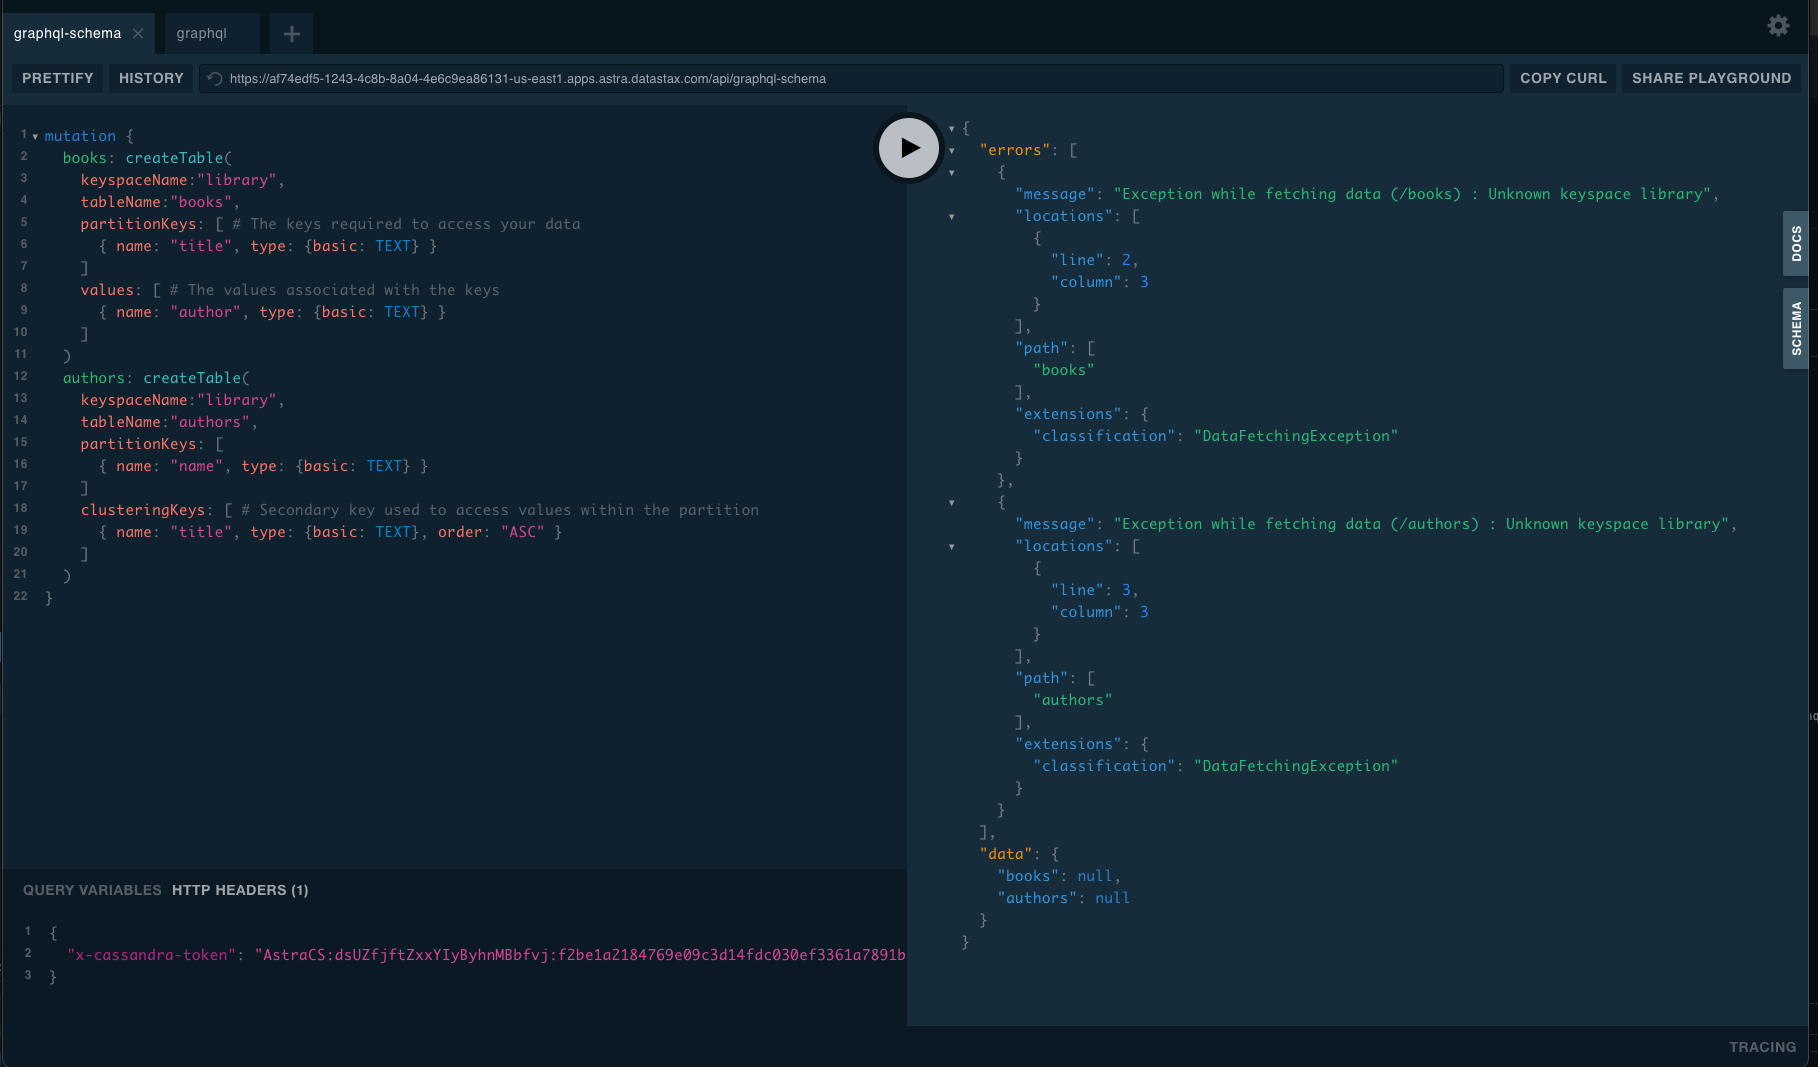 graphql-schema
graphql
PRETTIFY
HISTORY
https://af74edf5-1243-4c8b-8a04-4e6c9ea86131-us-east1.apps.astra.datastax.com/api/graphql-schema
COPY CURL
SHARE PLAYGROUND
1 mutation {
2 books: createTable(
3 keyspaceName:"library",
4 tableName:"books",
5 partitionKeys: [ # The keys required to access your data
6 { name: "title", type: {basic: TEXT} }
7 ]
8 values: [ # The values associated with the keys
9 { name: "author", type: {basic: TEXT} }
10 ]
11 )
12 authors: createTable(
13 keyspaceName:"library",
14 tableName:"authors",
15 partitionKeys: [
16 { name: "name", type: {basic: TEXT} }
17 ]
18 clusteringKeys: [ # Secondary key used to access values within the partition
19 { name: "title", type: {basic: TEXT}, order: "ASC" }
20 ]
21 )
22 }
QUERY VARIABLES
HTTP HEADERS (1)
1 {
2 "x-cassandra-token": "AstraCS:dsUZfjftZxxYIyByhnMBbfvj:f2be1a2184769e09c3d14fdc030ef3361a7891b
3 }
{
"errors": [
{
"message": "Exception while fetching data (/books) : Unknown keyspace library",
"locations": [
{
"line": 2,
"column": 3
}
],
"path": [
"books"
],
"extensions": {
"classification": "DataFetchingException"
}
},
{
"message": "Exception while fetching data (/authors) : Unknown keyspace library",
"locations": [
{
"line": 3,
"column": 3
}
],
"path": [
"authors"
],
"extensions": {
"classification": "DataFetchingException"
}
}
],
"data": {
"books": null,
"authors": null
}
}
DOCS
SCHEMA
TRACING